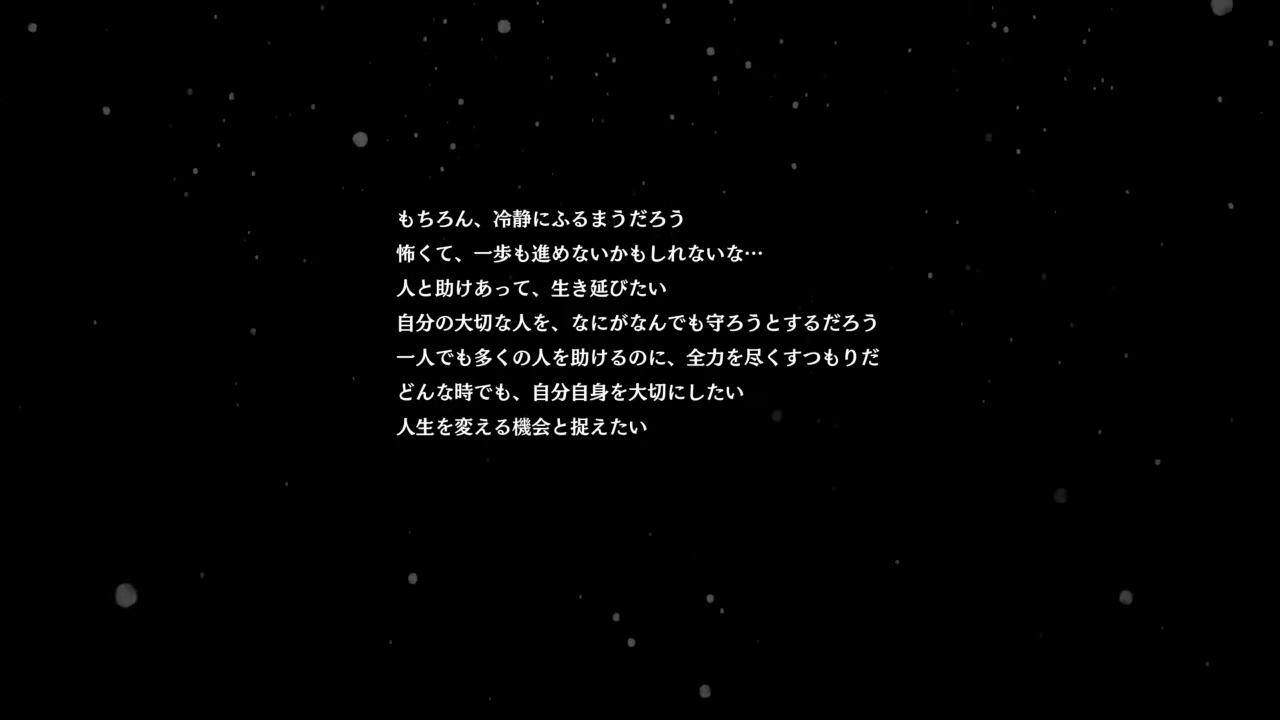 もちろん、冷静にふるまうだろう
怖くて、一歩も進めないかもしれないな…
人と助けあって、生き延びたい
自分の大切な人を、なにがなんでも守ろうとするだろう
一人でも多くの人を助けるのに、全力を尽くすつもりだ
どんな時でも、自分自身を大切にしたい
人生を変える機会と捉えたい